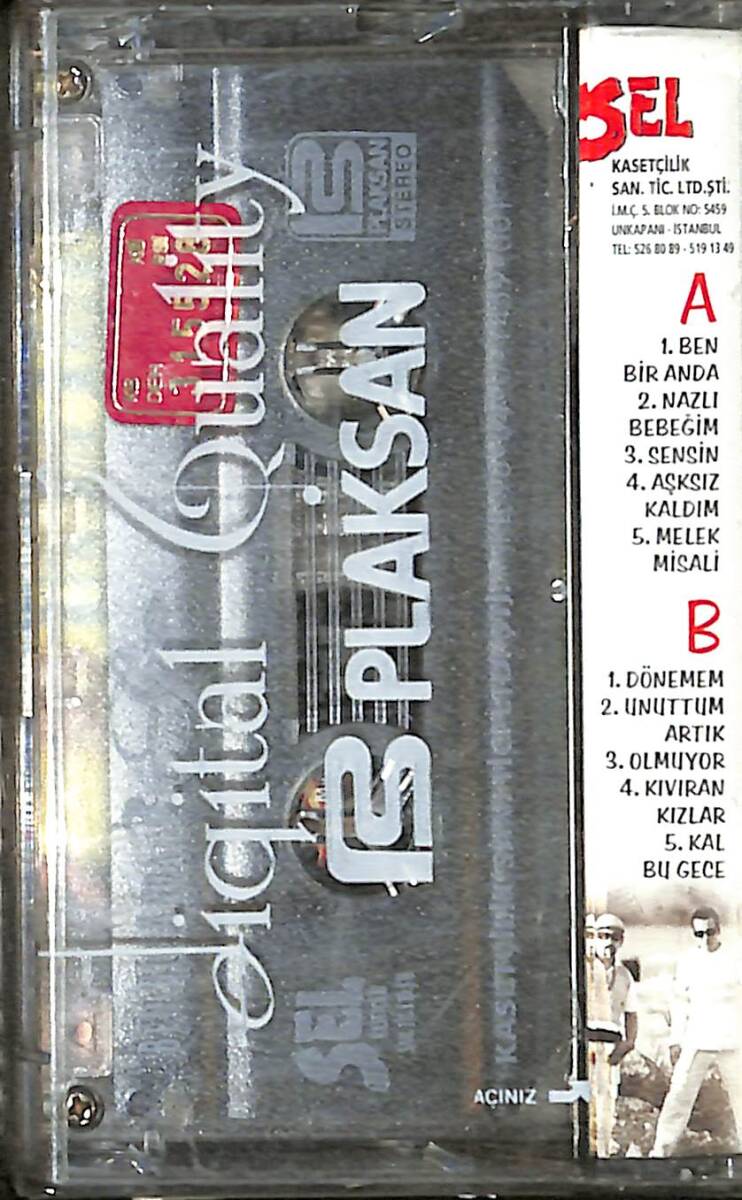 SEL
KASETÇİLİK
SAN. TİC. LTD.ŞTİ.
İ.M.Ç. 5. BLOK NO: 5459
UNKAPANI - İSTANBUL
TEL: 526 80 89 - 519 13 49
A
1. BEN
BİR ANDA
2. NAZLI
BEBEĞİM
3. SENSİN
4. AŞKSIZ
KALDIM
5. MELEK
MİSALİ
B
1. DÖNEMEM
2. UNUTTUM
ARTIK
3. OLMUYOR
4. KIVIRAN
KIZLAR
5. KAL
BU GECE
Digital Quality
PLAKSAN
STEREO
PLAKSAN
SEL
AÇINIZ